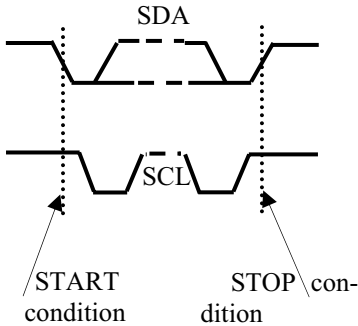 SDA
SCL
START
condition
STOP con-
dition